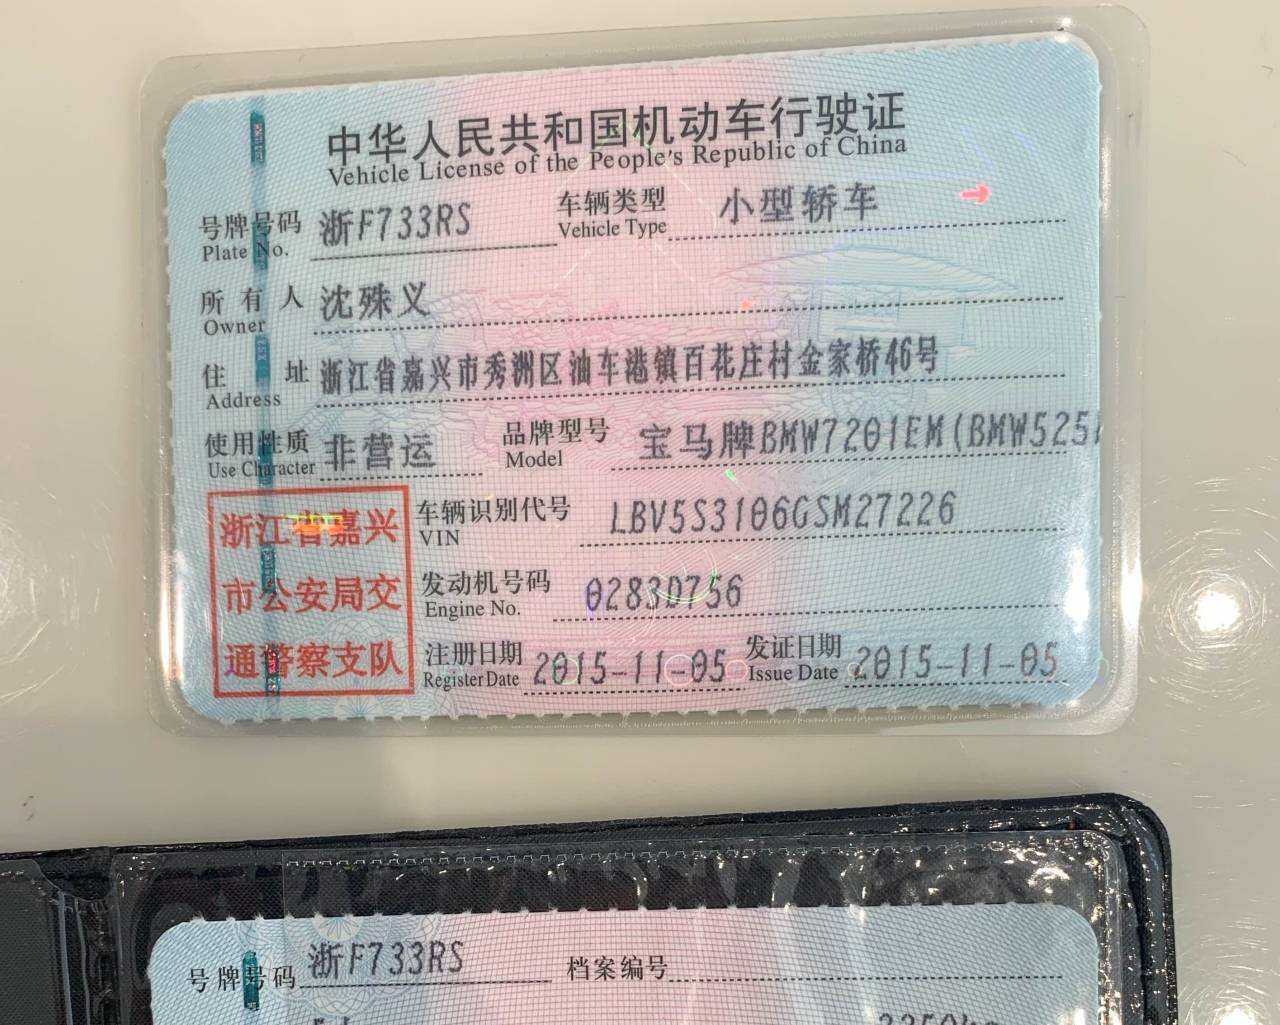 中华人民共和国机动车行驶证
Vehicle License of the People's Republic of China
号牌号码 浙F733RS 车辆类型 小型轿车
Plate No. Vehicle Type
所有人 沈殊义
Owner
住址 浙江省嘉兴市秀洲区油车港镇百花庄村金家桥46号
Address
使用性质 非营运 品牌型号 宝马牌BMW7201EM(BMW525
Use Character Model
浙江省嘉兴
市公安局交
通警察支队
车辆识别代号 LBV5S3106GSM27226
VIN
发动机号码 0283D756
Engine No.
注册日期 2015-11-05 发证日期 2015-11-05
Register Date Issue Date
号牌号码 浙F733RS 档案编号